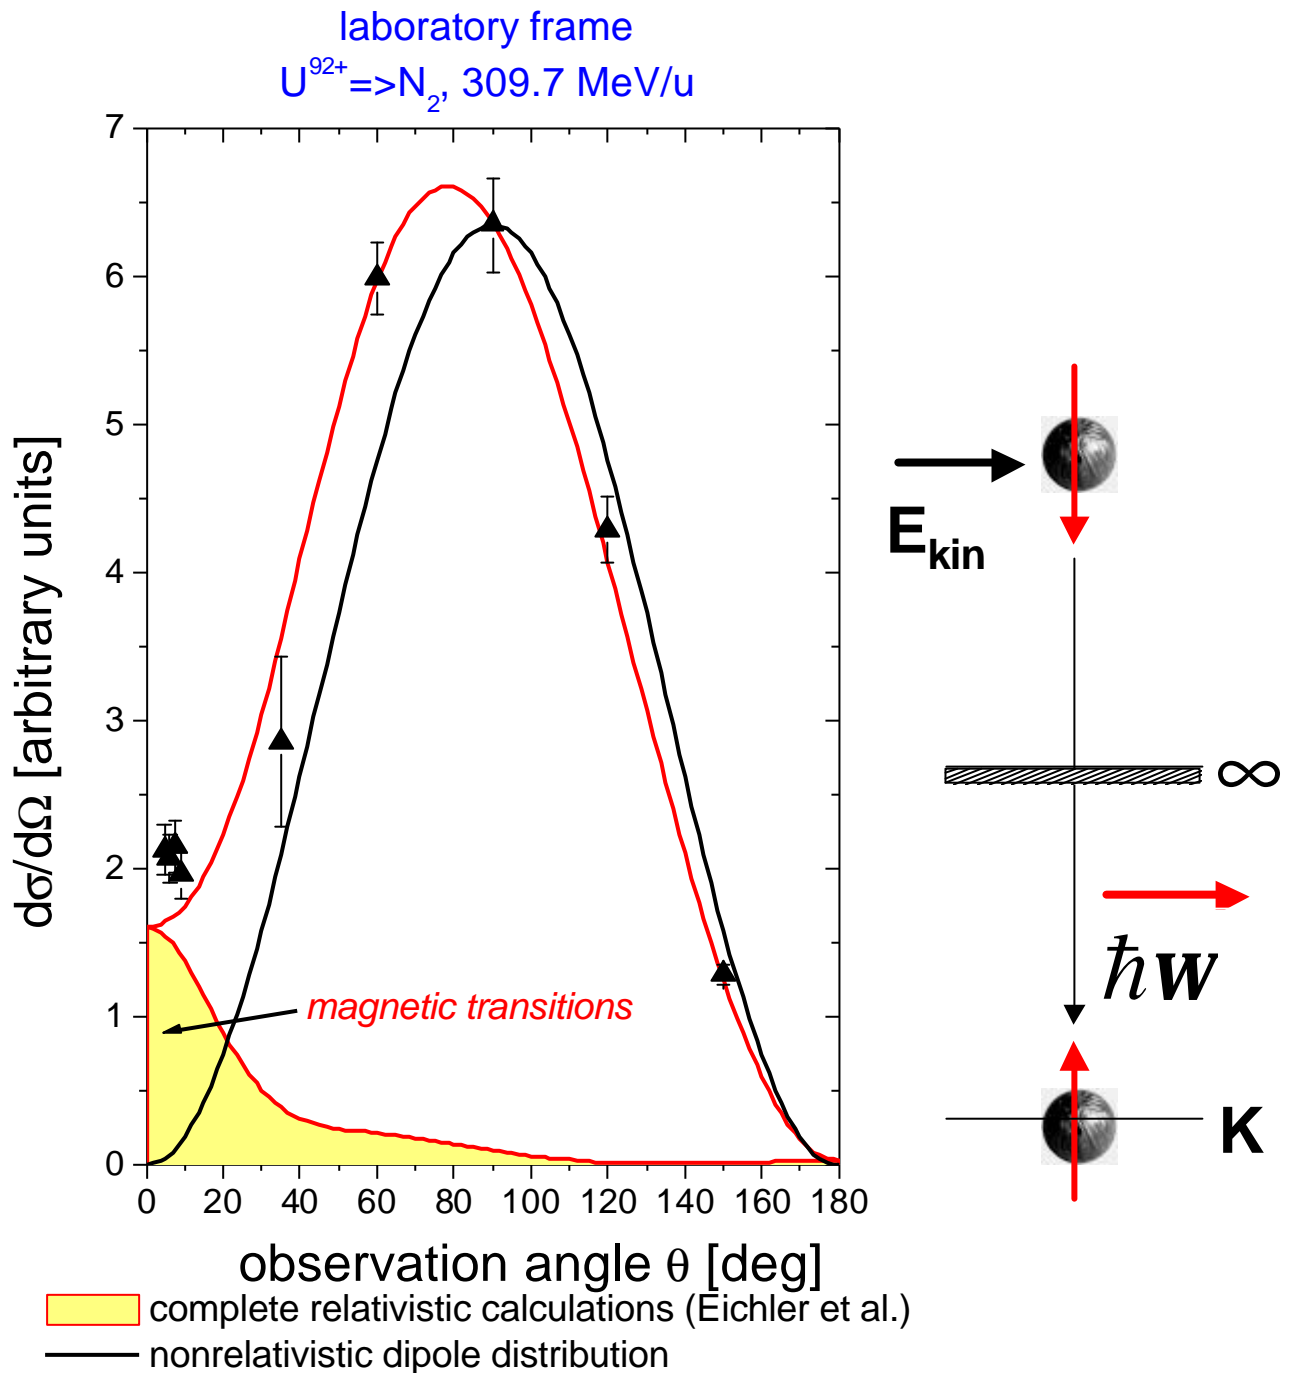 laboratory frame
U⁹²⁺=>N₂, 309.7 MeV/u
7
6
5
4
3
2
1
0
dσ/dΩ [arbitrary units]
magnetic transitions
0 20 40 60 80 100 120 140 160 180
observation angle θ [deg]
complete relativistic calculations (Eichler et al.)
nonrelativistic dipole distribution
E_kin
∞
ħw
K